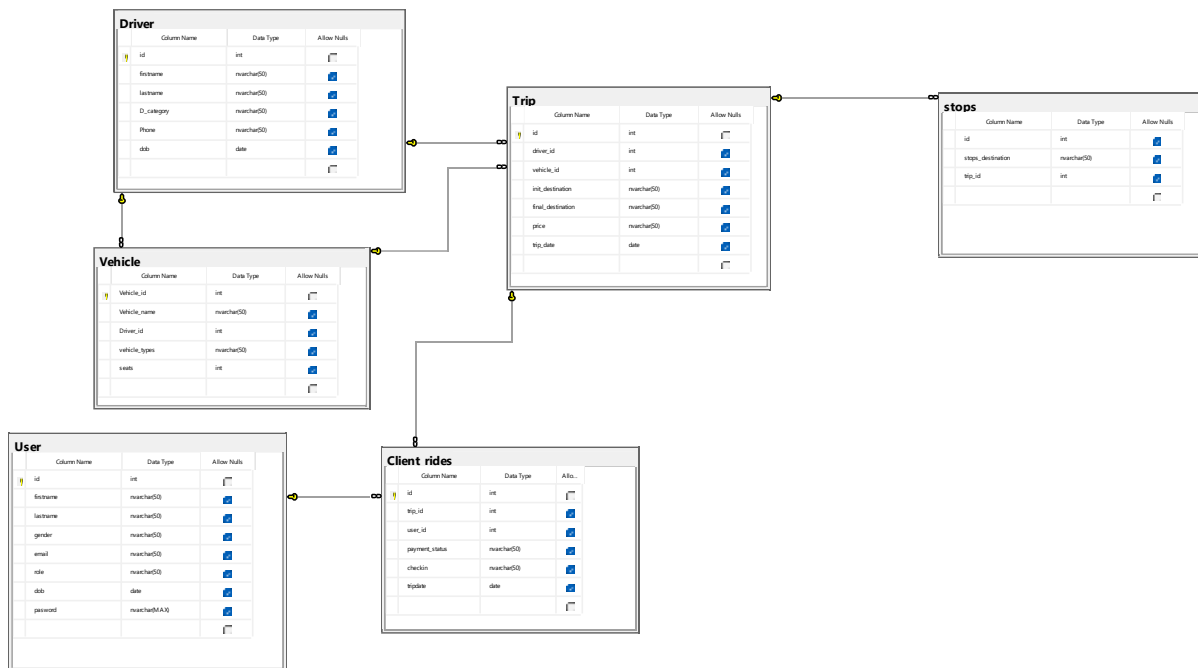 Driver
Column Name Data Type Allow Nulls
id int
firstname nvarchar(50)
lastname nvarchar(50)
D_category nvarchar(50)
Phone nvarchar(50)
dob date
Trip
Column Name Data Type Allow Nulls
id int
driver_id int
vehicle_id int
init_destination nvarchar(50)
final_destination nvarchar(50)
price nvarchar(50)
trip_date date
stops
Column Name Data Type Allow Nulls
id int
stops_destination nvarchar(50)
trip_id int
Vehicle
Column Name Data Type Allow Nulls
Vehicle_id int
Vehicle_name nvarchar(50)
Driver_id int
vehicle_types nvarchar(50)
seats int
User
Column Name Data Type Allow Nulls
id int
firstname nvarchar(50)
lastname nvarchar(50)
gender nvarchar(50)
email nvarchar(50)
role nvarchar(50)
dob date
pasword nvarchar(MAX)
Client rides
Column Name Data Type Allo...
id int
trip_id int
user_id int
payment_status nvarchar(50)
checkin nvarchar(50)
tripdate date